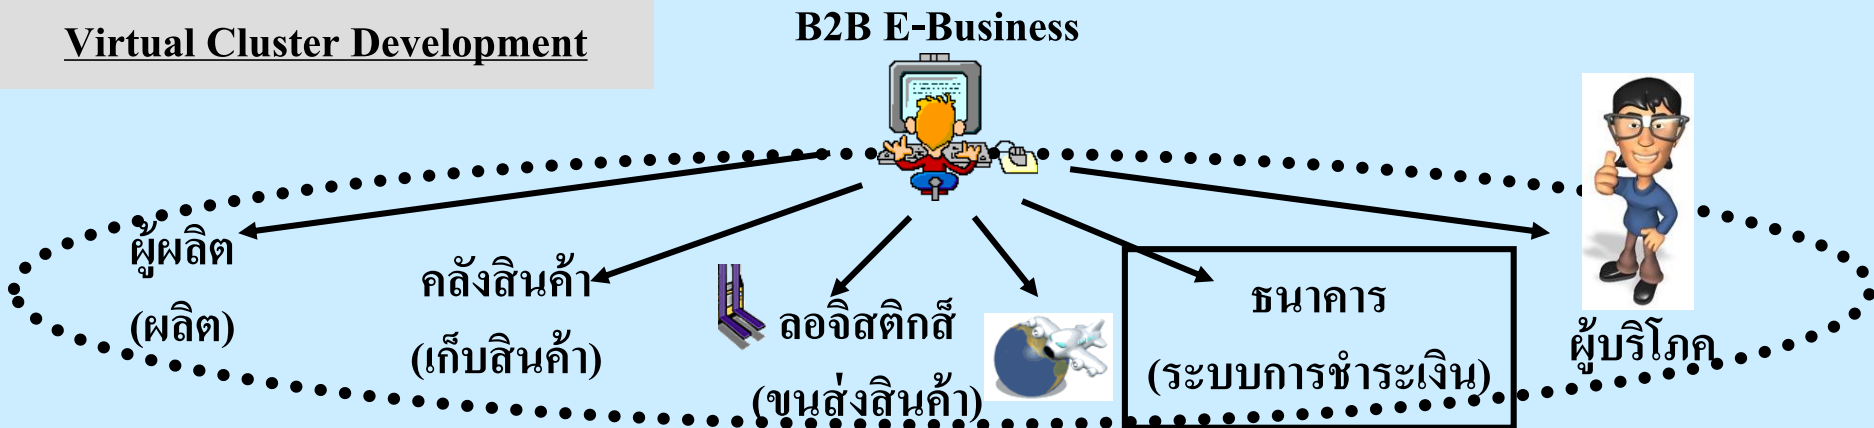 Virtual Cluster Development
B2B E-Business
ผู้ผลิต
(ผลิต)
คลังสินค้า
(เก็บสินค้า)
ลอจิสติกส์
(ขนส่งสินค้า)
ธนาคาร
(ระบบการชำระเงิน)
ผู้บริโภค